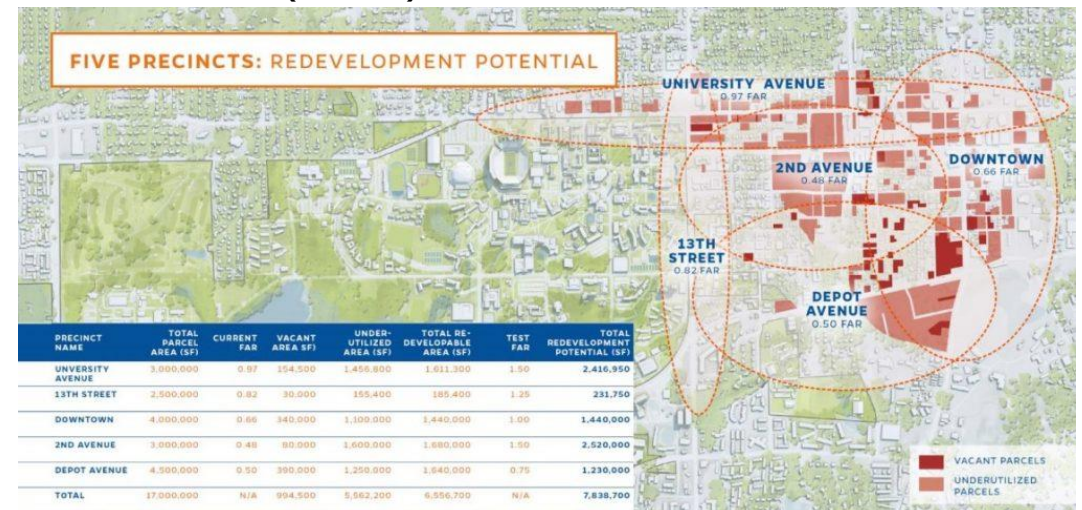 FIVE PRECINCTS: REDEVELOPMENT POTENTIAL
UNIVERSITY AVENUE
0.97 FAR
2ND AVENUE
0.48 FAR
DOWNTOWN
0.66 FAR
13TH
STREET
0.82 FAR
DEPOT
AVENUE
0.50 FAR
PRECINCT NAME TOTAL PARCEL AREA (SF) CURRENT FAR VACANT AREA SF) UNDER-UTILIZED AREA (SF) TOTAL RE-DEVELOPABLE AREA (SF) TEST FAR TOTAL REDEVELOPMENT POTENTIAL (SF)
UNVERSITY AVENUE 3,000,000 0.97 154,500 1,456,800 1,611,300 1.50 2,416,950
13TH STREET 2,500,000 0.82 30,000 155,400 185,400 1.25 231,750
DOWNTOWN 4,000,000 0.66 340,000 1,100,000 1,440,000 1.00 1,440,000
2ND AVENUE 3,000,000 0.48 80,000 1,600,000 1,680,000 1.50 2,520,000
DEPOT AVENUE 4,500,000 0.50 390,000 1,250,000 1,640,000 0.75 1,230,000
TOTAL 17,000,000 N/A 994,500 5,562,200 6,556,700 N/A 7,838,700
VACANT PARCELS
UNDERUTILIZED
PARCELS